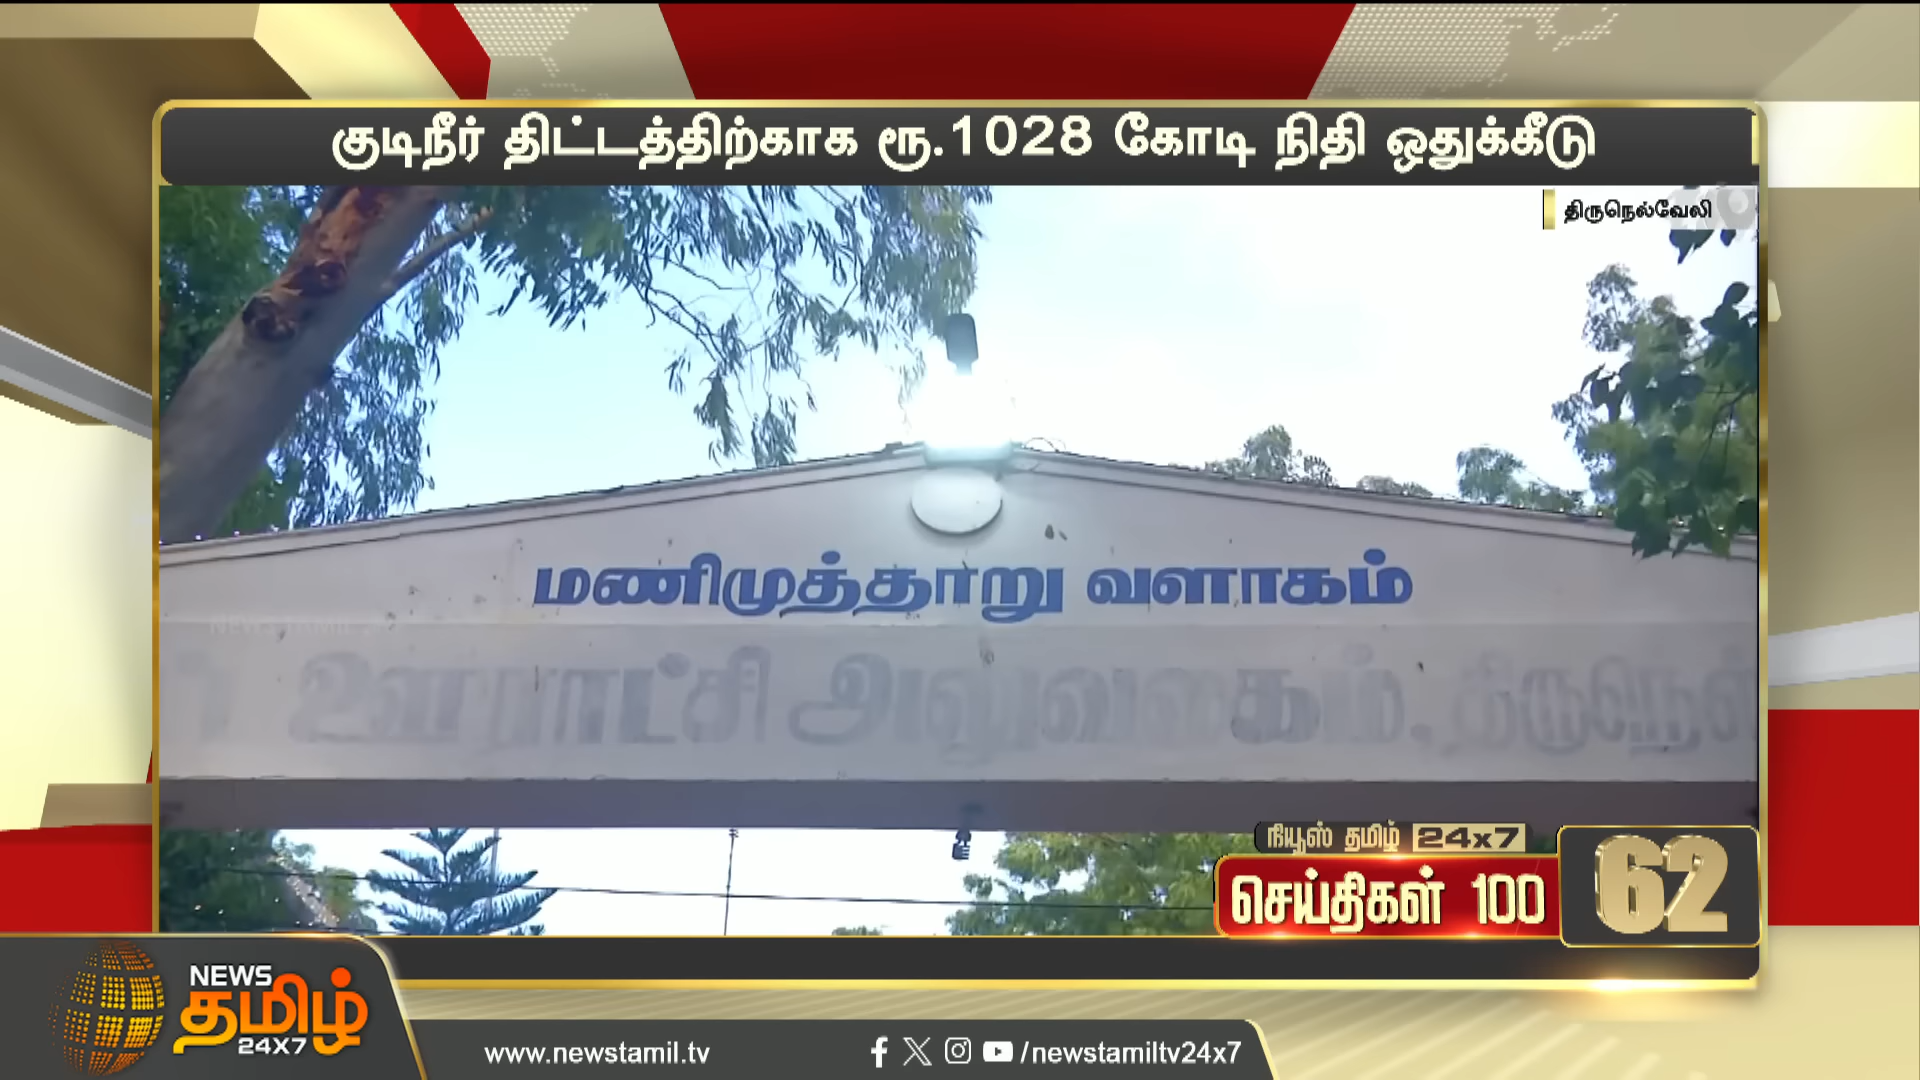 குடிநீர் திட்டத்திற்காக ரூ.1028 கோடி நிதி ஒதுக்கீடு
திருநெல்வேலி
மணிமுத்தாறு வளாகம்
ஊராட்சி அலுவலகம். திருநெல்
நியூஸ் தமிழ் 24x7
செய்திகள் 100
62
NEWS
தமிழ்
24X7
www.newstamil.tv
/newstamiltv24x7